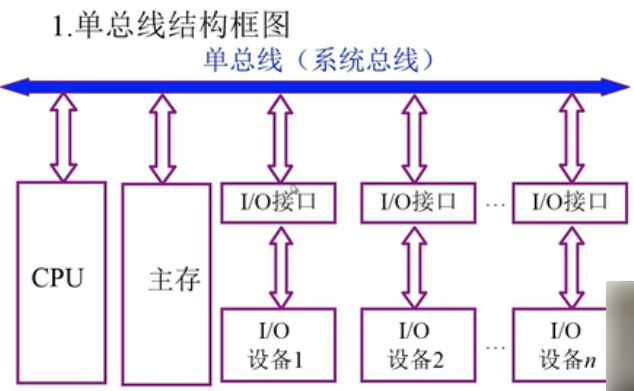 1.单总线结构框图
单总线（系统总线）
CPU
主存
I/O接口
I/O接口
…
I/O接口
I/O
设备1
I/O
设备2
…
I/O
设备n